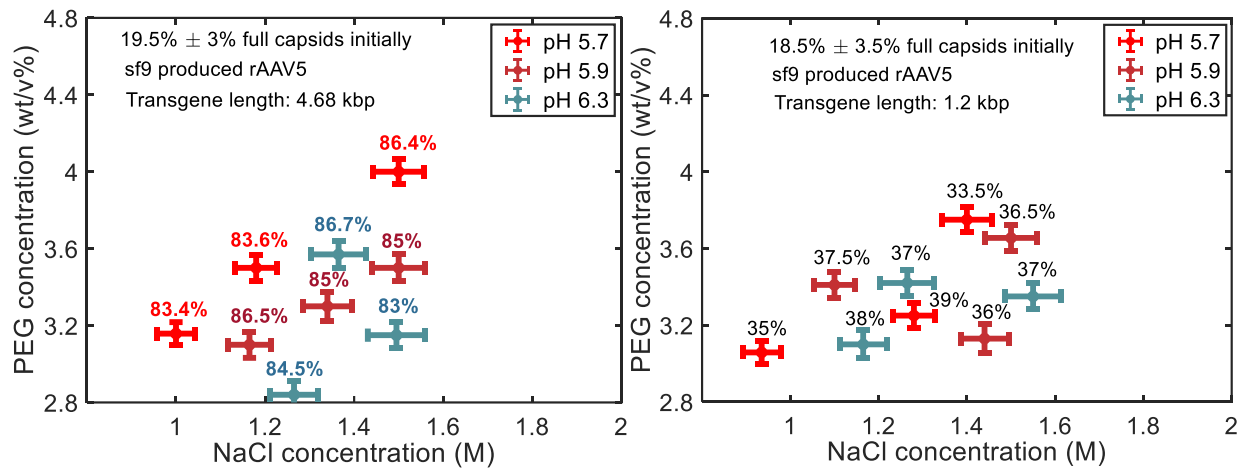 4.8
4.4
4
3.6
3.2
2.8
PEG concentration (wt/v%)
19.5% ± 3% full capsids initially
sf9 produced rAAV5
Transgene length: 4.68 kbp
pH 5.7
pH 5.9
pH 6.3
86.4%
86.7%
83.6%
85%
85%
83.4%
83%
86.5%
84.5%
1
1.2
1.4
1.6
1.8
2
NaCl concentration (M)
4.8
4.4
4
3.6
3.2
2.8
PEG concentration (wt/v%)
18.5% ± 3.5% full capsids initially
sf9 produced rAAV5
Transgene length: 1.2 kbp
pH 5.7
pH 5.9
pH 6.3
33.5%
36.5%
37%
37.5%
37%
39%
38%
36%
35%
1
1.2
1.4
1.6
1.8
2
NaCl concentration (M)